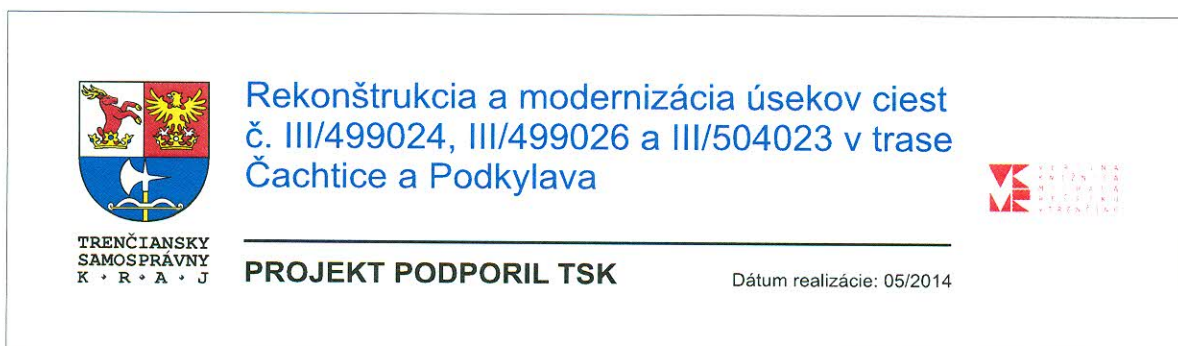 Rekonštrukcia a modernizácia úsekov ciest
č. III/499024, III/499026 a III/504023 v trase
Čachtice a Podkylava
TRENČIANSKY
SAMOSPRÁVNY
K · R · A · J
PROJEKT PODPORIL TSK
Dátum realizácie: 05/2014